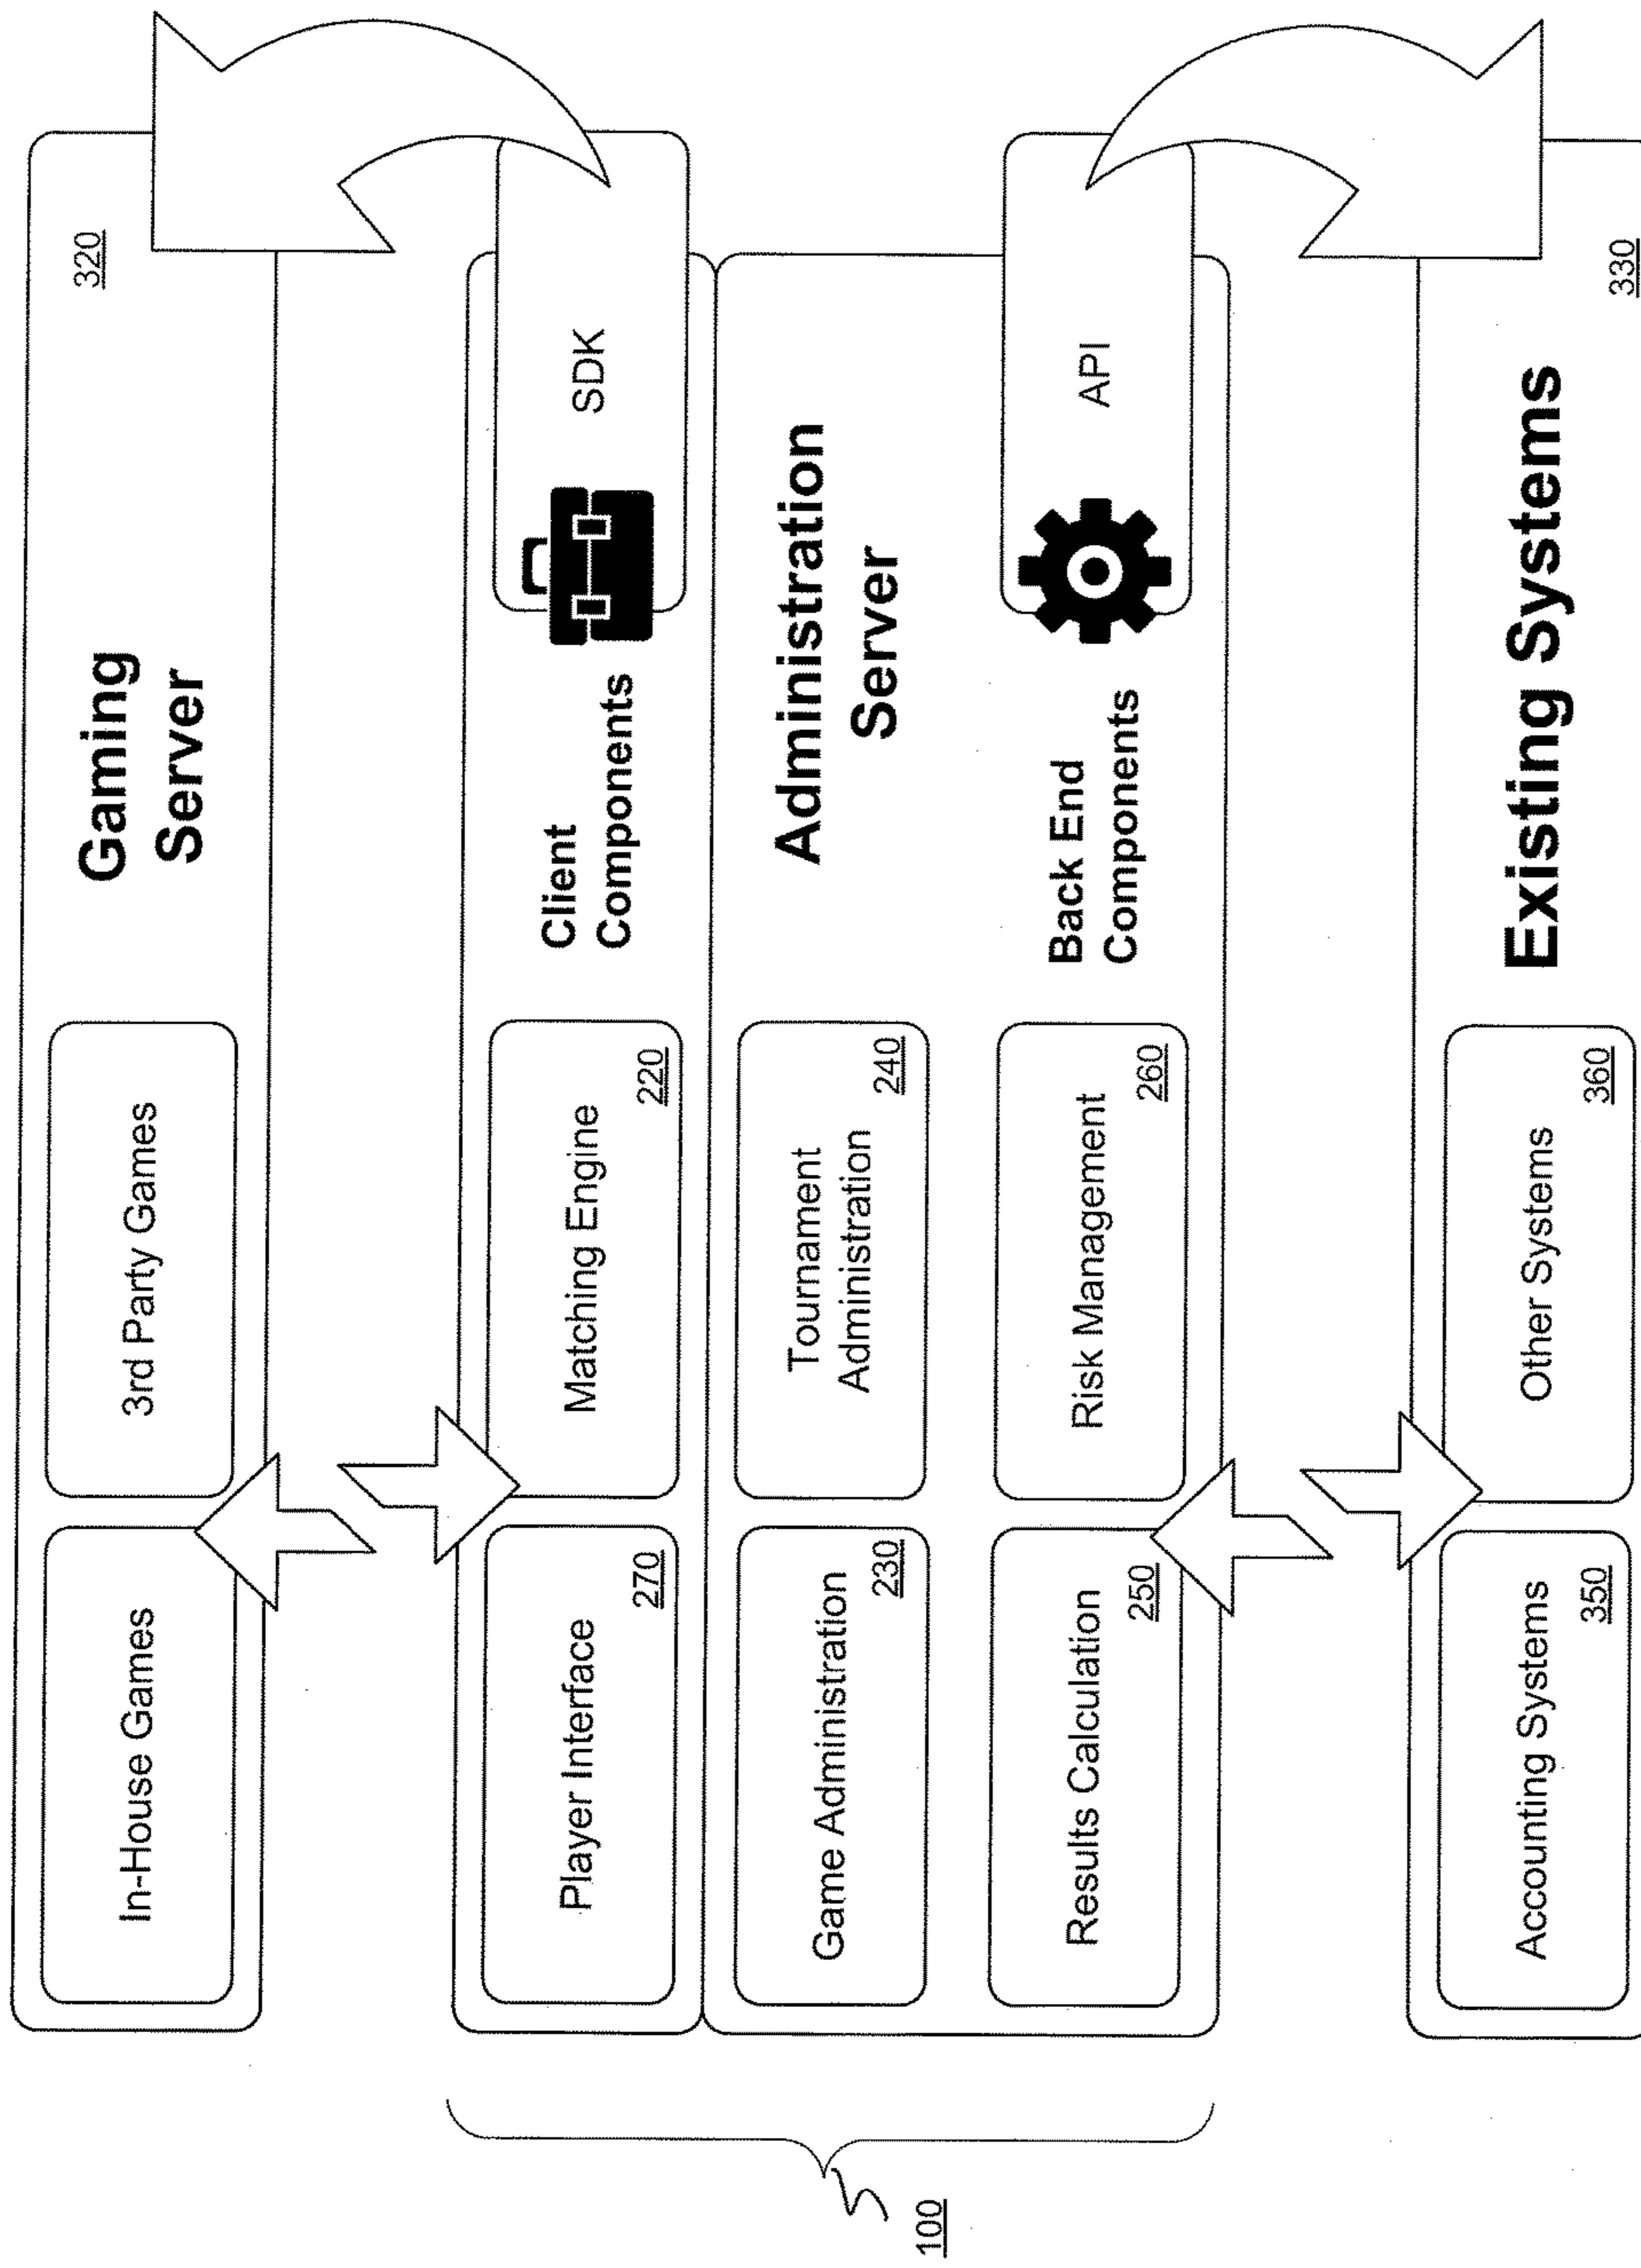 In-House Games
3rd Party Games
Gaming
Server
320
Player Interface
270
Matching Engine
220
Client
Components
SDK
Game Administration
230
Tournament
Administration
240
Administration
Server
Results Calculation
250
Risk Management
260
Back End
Components
API
Accounting Systems
350
Other Systems
360
Existing Systems
330
100